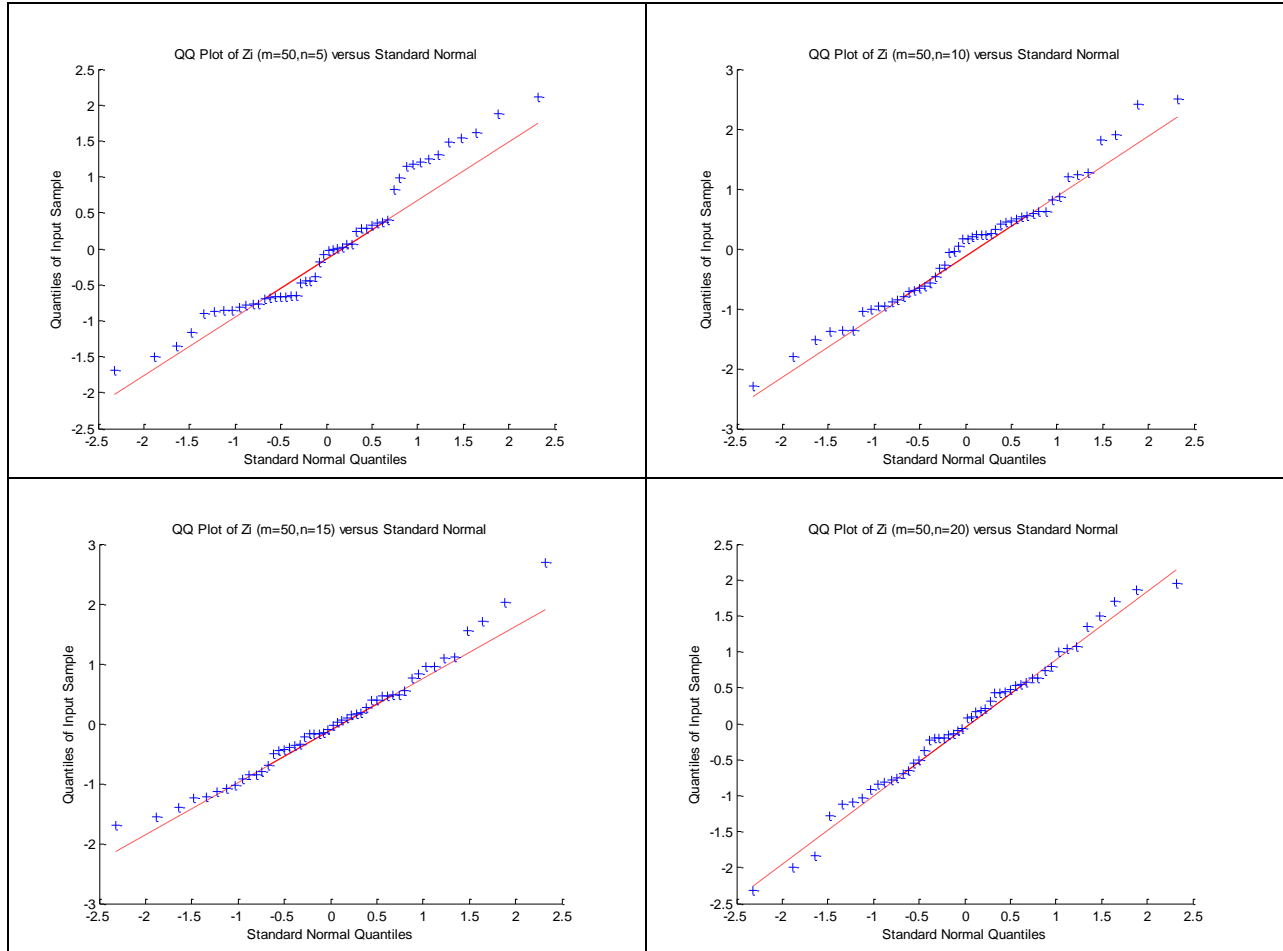 QQ Plot of Zi (m=50,n=5) versus Standard Normal
2.5
2
1.5
1
0.5
0
-0.5
-1
-1.5
-2
-2.5
Quantiles of Input Sample
-2.5 -2 -1.5 -1 -0.5 0 0.5 1 1.5 2 2.5
Standard Normal Quantiles
QQ Plot of Zi (m=50,n=10) versus Standard Normal
3
2
1
0
-1
-2
-3
Quantiles of Input Sample
-2.5 -2 -1.5 -1 -0.5 0 0.5 1 1.5 2 2.5
Standard Normal Quantiles
QQ Plot of Zi (m=50,n=15) versus Standard Normal
3
2
1
0
-1
-2
-3
Quantiles of Input Sample
-2.5 -2 -1.5 -1 -0.5 0 0.5 1 1.5 2 2.5
Standard Normal Quantiles
QQ Plot of Zi (m=50,n=20) versus Standard Normal
2.5
2
1.5
1
0.5
0
-0.5
-1
-1.5
-2
-2.5
Quantiles of Input Sample
-2.5 -2 -1.5 -1 -0.5 0 0.5 1 1.5 2 2.5
Standard Normal Quantiles